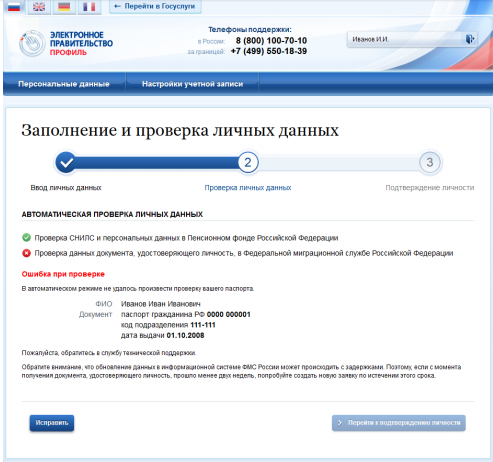 ← Перейти в Госуслуги
ЭЛЕКТРОННОЕ
ПРАВИТЕЛЬСТВО
ПРОФИЛЬ
Телефоны поддержки:
в России: 8 (800) 100-70-10
за границей: +7 (499) 550-18-39
Иванов И.И.
Персональные данные Настройки учетной записи
Заполнение и проверка личных данных
2 3
Ввод личных данных Проверка личных данных Подтверждение личности
АВТОМАТИЧЕСКАЯ ПРОВЕРКА ЛИЧНЫХ ДАННЫХ
Проверка СНИЛС и персональных данных в Пенсионном фонде Российской Федерации
Проверка данных документа, удостоверяющего личность, в Федеральной миграционной службе Российской Федерации
Ошибка при проверке
В автоматическом режиме не удалось произвести проверку вашего паспорта.
ФИО Иванов Иван Иванович
Документ паспорт гражданина РФ 0000 000001
код подразделения 111-111
дата выдачи 01.10.2008
Пожалуйста, обратитесь в службу технической поддержки.
Обратите внимание, что обновление данных в информационной системе ФМС России может происходить с задержками. Поэтому, если с момента
получения документа, удостоверяющего личность, прошло менее двух недель, попробуйте создать новую заявку по истечении этого срока.
Исправить > Перейти к подтверждению личности